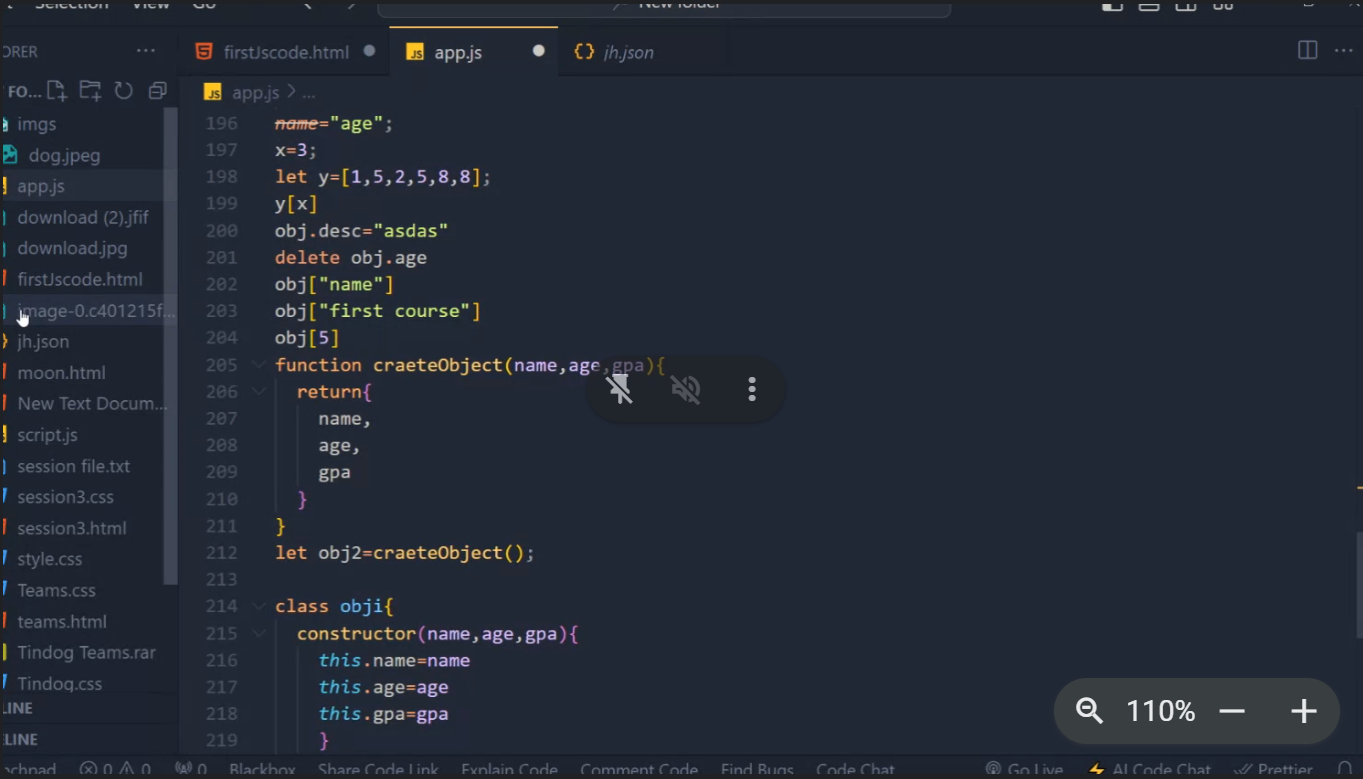 Selection View Go New folder
ORER ...
firstJscode.html
app.js
jh.json
FO...
app.js > ...
imgs
dog.jpeg
app.js
download (2).jfif
download.jpg
firstJscode.html
image-0.c401215f...
jh.json
moon.html
New Text Docum...
script.js
session file.txt
session3.css
session3.html
style.css
Teams.css
teams.html
Tindog Teams.rar
Tindog.css
LINE
ELINE
196 name="age";
197 x=3;
198 let y=[1,5,2,5,8,8];
199 y[x]
200 obj.desc="asdas"
201 delete obj.age
202 obj["name"]
203 obj["first course"]
204 obj[5]
205 function craeteObject(name,age,gpa){
206 return{
207 name,
208 age,
209 gpa
210 }
211 }
212 let obj2=craeteObject();
213
214 class obji{
215 constructor(name,age,gpa){
216 this.name=name
217 this.age=age
218 this.gpa=gpa
219 }
110%
0 0 0 Blackbox Share Code Link Explain Code Comment Code Find Bugs Code Chat Go Live AI Code Chat Prettier